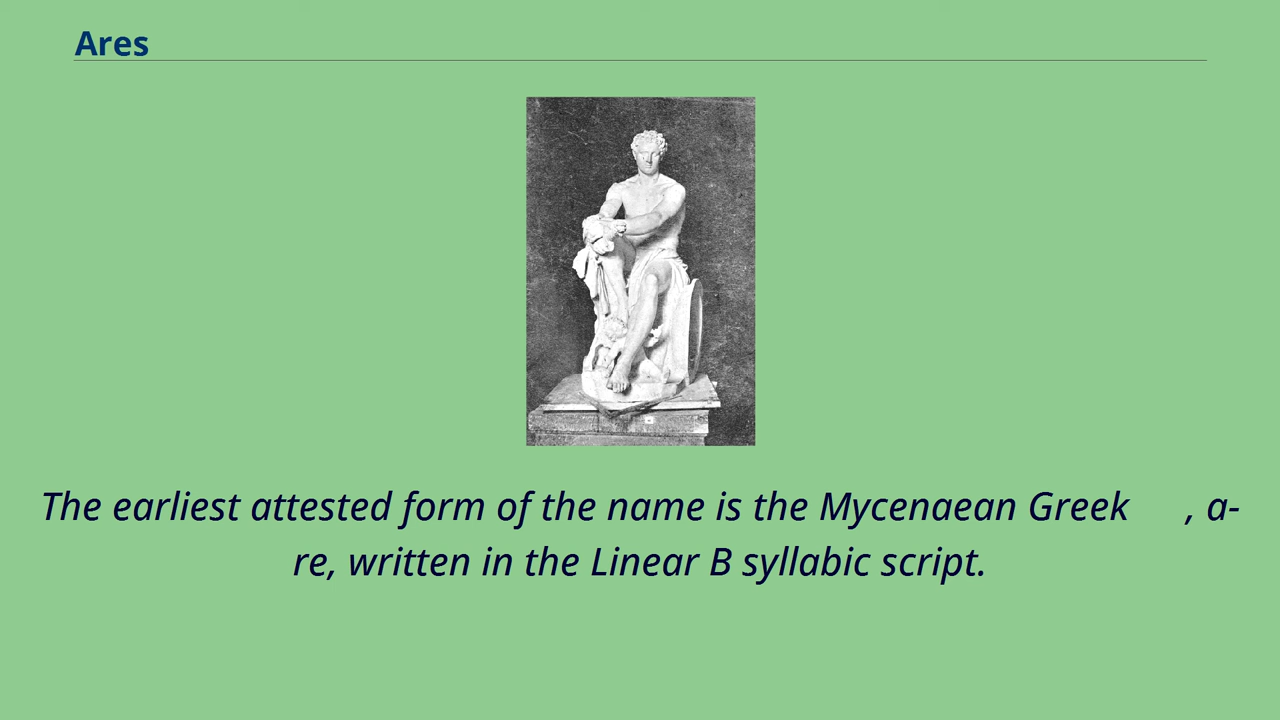 Ares
The earliest attested form of the name is the Mycenaean Greek , a-
re, written in the Linear B syllabic script.